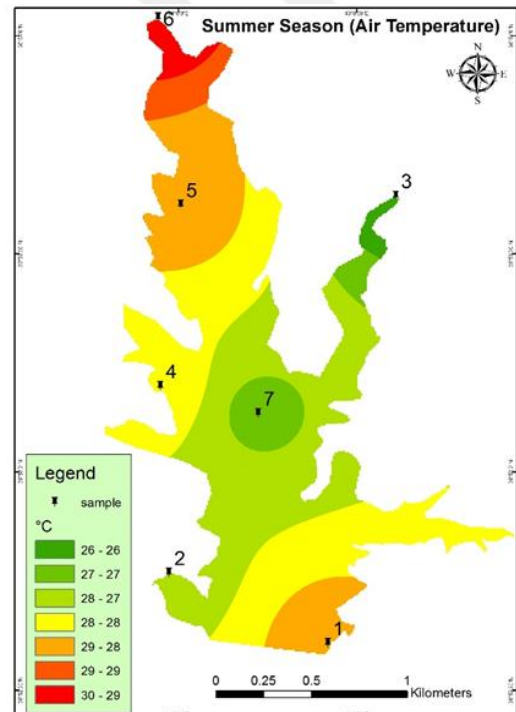 6
Summer Season (Air Temperature)
N
W E
S
5
3
4
7
2
1
Legend
sample
°C
26 - 26
27 - 27
28 - 27
28 - 28
29 - 28
29 - 29
30 - 29
0 0.25 0.5 1
Kilometers